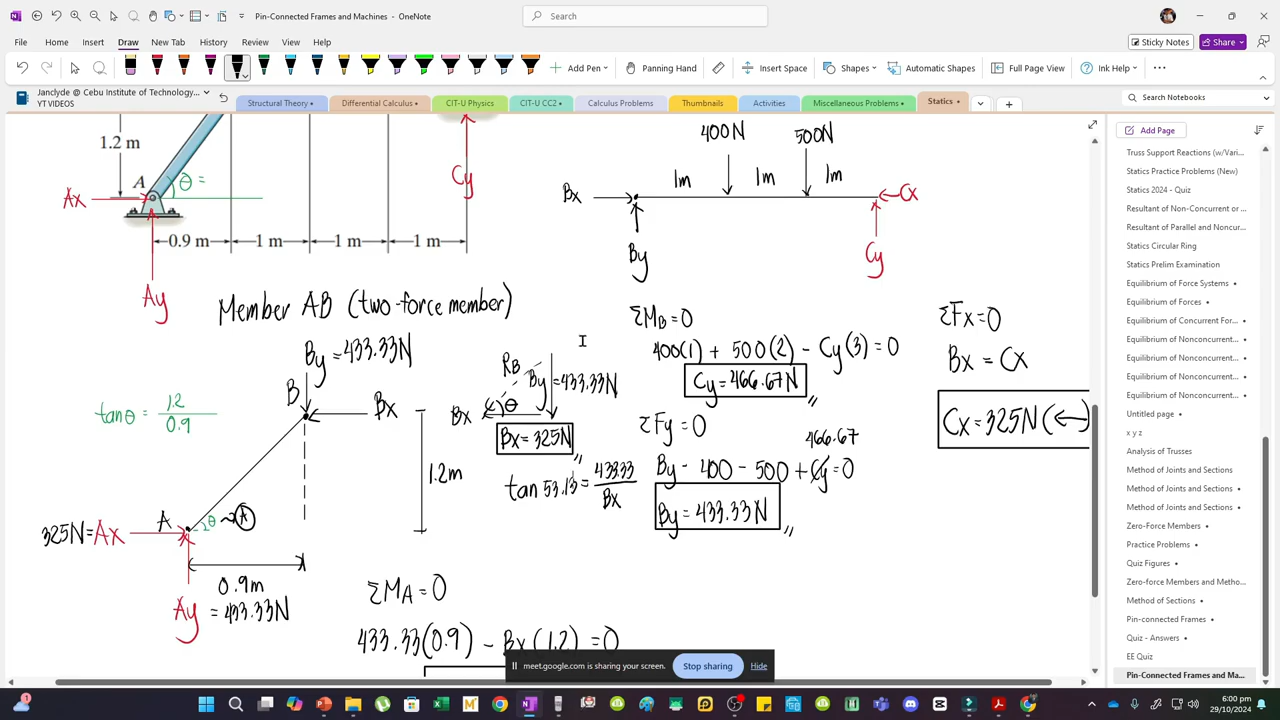 Pin-Connected Frames and Machines - OneNote
Search
File Home Insert Draw New Tab History Review View Help
Sticky Notes Share
Add Pen Panning Hand Insert Space Shapes Automatic Shapes Full Page View Ink Help
Janclyde @ Cebu Institute of Technology...
YT VIDEOS
Structural Theory Differential Calculus CIT-U Physics CIT-U CC2 Calculus Problems Thumbnails Activities Miscellaneous Problems Statics
Search Notebooks
Add Page
Truss Support Reactions (w/Vari...
Statics Practice Problems (New)
Statics 2024 - Quiz
Resultant of Non-Concurrent or ...
Resultant of Parallel and Noncur...
Statics Circular Ring
Statics Prelim Examination
Equilibrium of Force Systems
Equilibrium of Forces
Equilibrium of Concurrent For...
Equilibrium of Nonconcurrent...
Equilibrium of Nonconcurrent...
Equilibrium of Nonconcurrent...
Equilibrium of Nonconcurrent...
Untitled page
x y z
Analysis of Trusses
Method of Joints and Sections
Method of Joints and Sections
Method of Joints and Sections
Zero-Force Members
Practice Problems
Quiz Figures
Zero-force Members and Metho...
Method of Sections
Pin-connected Frames
Quiz - Answers
EE Quiz
Pin-Connected Frames and Ma...
1.2 m
A
θ =
Ax
Cy
0.9 m 1 m 1 m 1 m
Ay
400N 500N
1m 1m 1m
Bx Cx
By Cy
Member AB (two-force member)
By = 433.33N
B
Bx
tanθ = 1.2
0.9
1.2m
A
θ → A
325N = Ax
0.9m
Ay = 433.33N
RB
By = 433.33N
Bx θ
Bx = 325N
tan 53.13 = 433.33
Bx
ΣMB = 0
400(1) + 500(2) - Cy(3) = 0
Cy = 466.67N
ΣFy = 0
466.67
By - 400 - 500 + Cy = 0
By = 433.33N
ΣFx = 0
Bx = Cx
Cx = 325N (←)
ΣMA = 0
433.33(0.9) - Bx(1.2) = 0
meet.google.com is sharing your screen. Stop sharing Hide
6:00 pm
29/10/2024